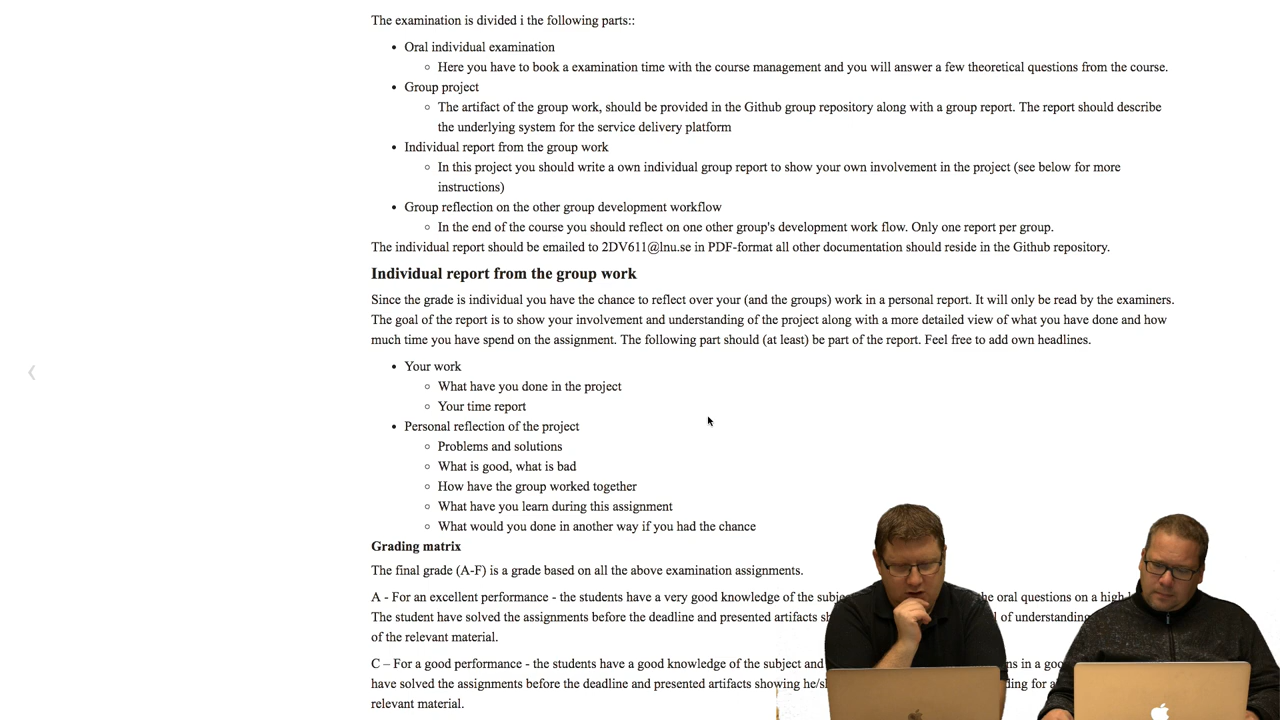 The examination is divided i the following parts::
• Oral individual examination
◦ Here you have to book a examination time with the course management and you will answer a few theoretical questions from the course.
• Group project
◦ The artifact of the group work, should be provided in the Github group repository along with a group report. The report should describe
the underlying system for the service delivery platform
• Individual report from the group work
◦ In this project you should write a own individual group report to show your own involvement in the project (see below for more
instructions)
• Group reflection on the other group development workflow
◦ In the end of the course you should reflect on one other group's development work flow. Only one report per group.
The individual report should be emailed to 2DV611@lnu.se in PDF-format all other documentation should reside in the Github repository.
Individual report from the group work
Since the grade is individual you have the chance to reflect over your (and the groups) work in a personal report. It will only be read by the examiners.
The goal of the report is to show your involvement and understanding of the project along with a more detailed view of what you have done and how
much time you have spend on the assignment. The following part should (at least) be part of the report. Feel free to add own headlines.
• Your work
◦ What have you done in the project
◦ Your time report
• Personal reflection of the project
◦ Problems and solutions
◦ What is good, what is bad
◦ How have the group worked together
◦ What have you learn during this assignment
◦ What would you done in another way if you had the chance
Grading matrix
The final grade (A-F) is a grade based on all the above examination assignments.
A - For an excellent performance - the students have a very good knowledge of the oral questions on a high
The student have solved the assignments before the deadline and presented artifacts of understanding
of the relevant material.
C – For a good performance - the students have a good knowledge of the subject and in a
have solved the assignments before the deadline and presented artifacts showing for
relevant material.